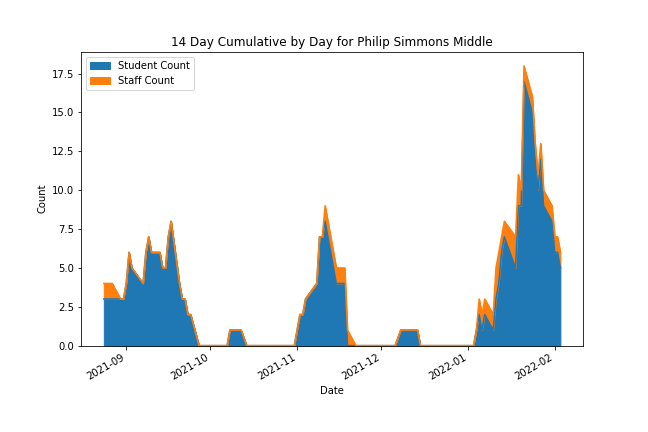 14 Day Cumulative by Day for Philip Simmons Middle
Student Count
Staff Count
17.5
15.0
12.5
10.0
7.5
5.0
2.5
0.0
Count
2021-09
2021-10
2021-11
2021-12
2022-01
2022-02
Date